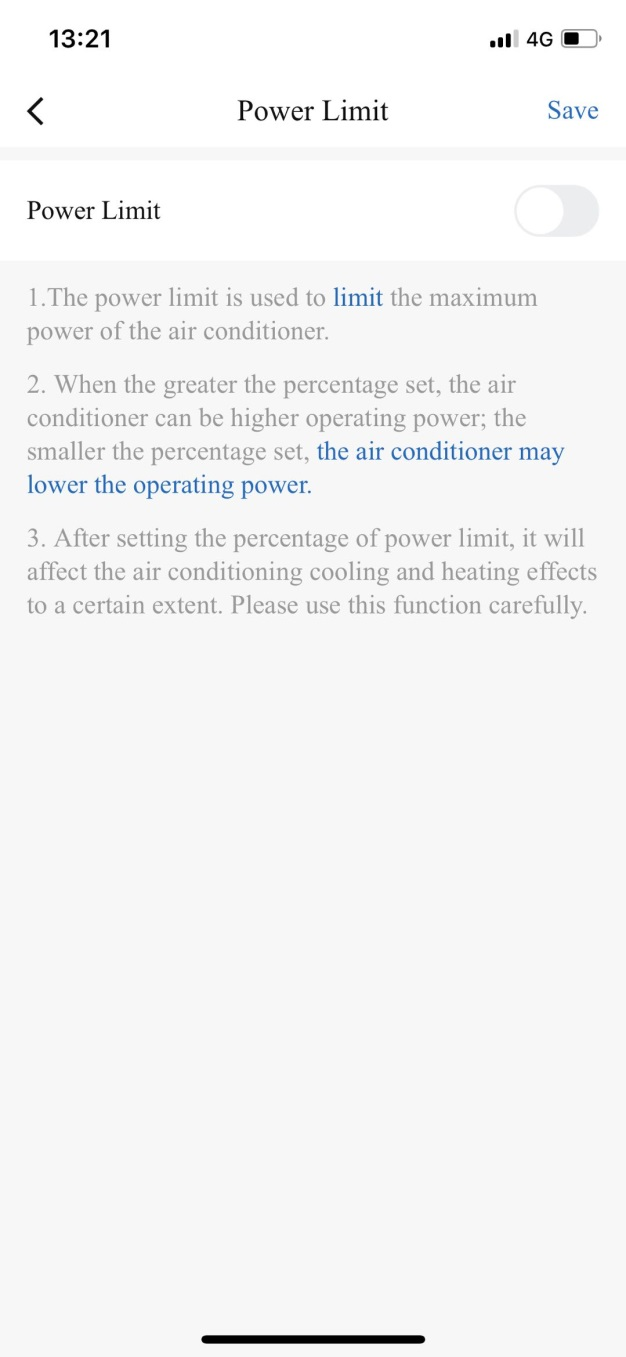 13:21
4G
Power Limit
Save
Power Limit
1.The power limit is used to limit the maximum
power of the air conditioner.
2. When the greater the percentage set, the air
conditioner can be higher operating power; the
smaller the percentage set, the air conditioner may
lower the operating power.
3. After setting the percentage of power limit, it will
affect the air conditioning cooling and heating effects
to a certain extent. Please use this function carefully.